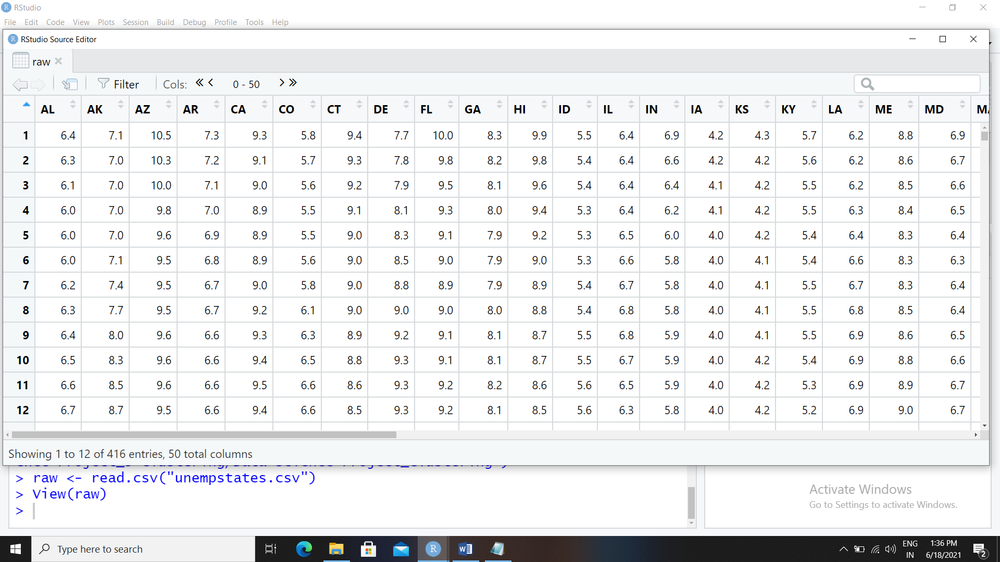 RStudio
File Edit Code View Plots Session Build Debug Profile Tools Help
RStudio Source Editor
raw
Filter Cols: 0 - 50
AL AK AZ AR CA CO CT DE FL GA HI ID IL IN IA KS KY LA ME MD
1 6.4 7.1 10.5 7.3 9.3 5.8 9.4 7.7 10.0 8.3 9.9 5.5 6.4 6.9 4.2 4.3 5.7 6.2 8.8 6.9
2 6.3 7.0 10.3 7.2 9.1 5.7 9.3 7.8 9.8 8.2 9.8 5.4 6.4 6.6 4.2 4.2 5.6 6.2 8.6 6.7
3 6.1 7.0 10.0 7.1 9.0 5.6 9.2 7.9 9.5 8.1 9.6 5.4 6.4 6.4 4.1 4.2 5.5 6.2 8.5 6.6
4 6.0 7.0 9.8 7.0 8.9 5.5 9.1 8.1 9.3 8.0 9.4 5.3 6.4 6.2 4.1 4.2 5.5 6.3 8.4 6.5
5 6.0 7.0 9.6 6.9 8.9 5.5 9.0 8.3 9.1 7.9 9.2 5.3 6.5 6.0 4.0 4.2 5.4 6.4 8.3 6.4
6 6.0 7.1 9.5 6.8 8.9 5.6 9.0 8.5 9.0 7.9 9.0 5.3 6.6 5.8 4.0 4.1 5.4 6.6 8.3 6.3
7 6.2 7.4 9.5 6.7 9.0 5.8 9.0 8.8 8.9 7.9 8.9 5.4 6.7 5.8 4.0 4.1 5.5 6.7 8.3 6.4
8 6.3 7.7 9.5 6.7 9.2 6.1 9.0 9.0 9.0 8.0 8.8 5.4 6.8 5.8 4.0 4.1 5.5 6.8 8.5 6.4
9 6.4 8.0 9.6 6.6 9.3 6.3 8.9 9.2 9.1 8.1 8.7 5.5 6.8 5.9 4.0 4.1 5.5 6.9 8.6 6.5
10 6.5 8.3 9.6 6.6 9.4 6.5 8.8 9.3 9.1 8.1 8.7 5.5 6.7 5.9 4.0 4.2 5.4 6.9 8.8 6.6
11 6.6 8.5 9.6 6.6 9.5 6.6 8.6 9.3 9.2 8.2 8.6 5.6 6.5 5.9 4.0 4.2 5.3 6.9 8.9 6.7
12 6.7 8.7 9.5 6.6 9.4 6.6 8.5 9.3 9.2 8.1 8.5 5.6 6.3 5.8 4.0 4.2 5.2 6.9 9.0 6.7
Showing 1 to 12 of 416 entries, 50 total columns
> raw <- read.csv("unempstates.csv")
> View(raw)
>
Activate Windows
Go to Settings to activate Windows.
Type here to search
ENG
IN
1:36 PM
6/18/2021
2